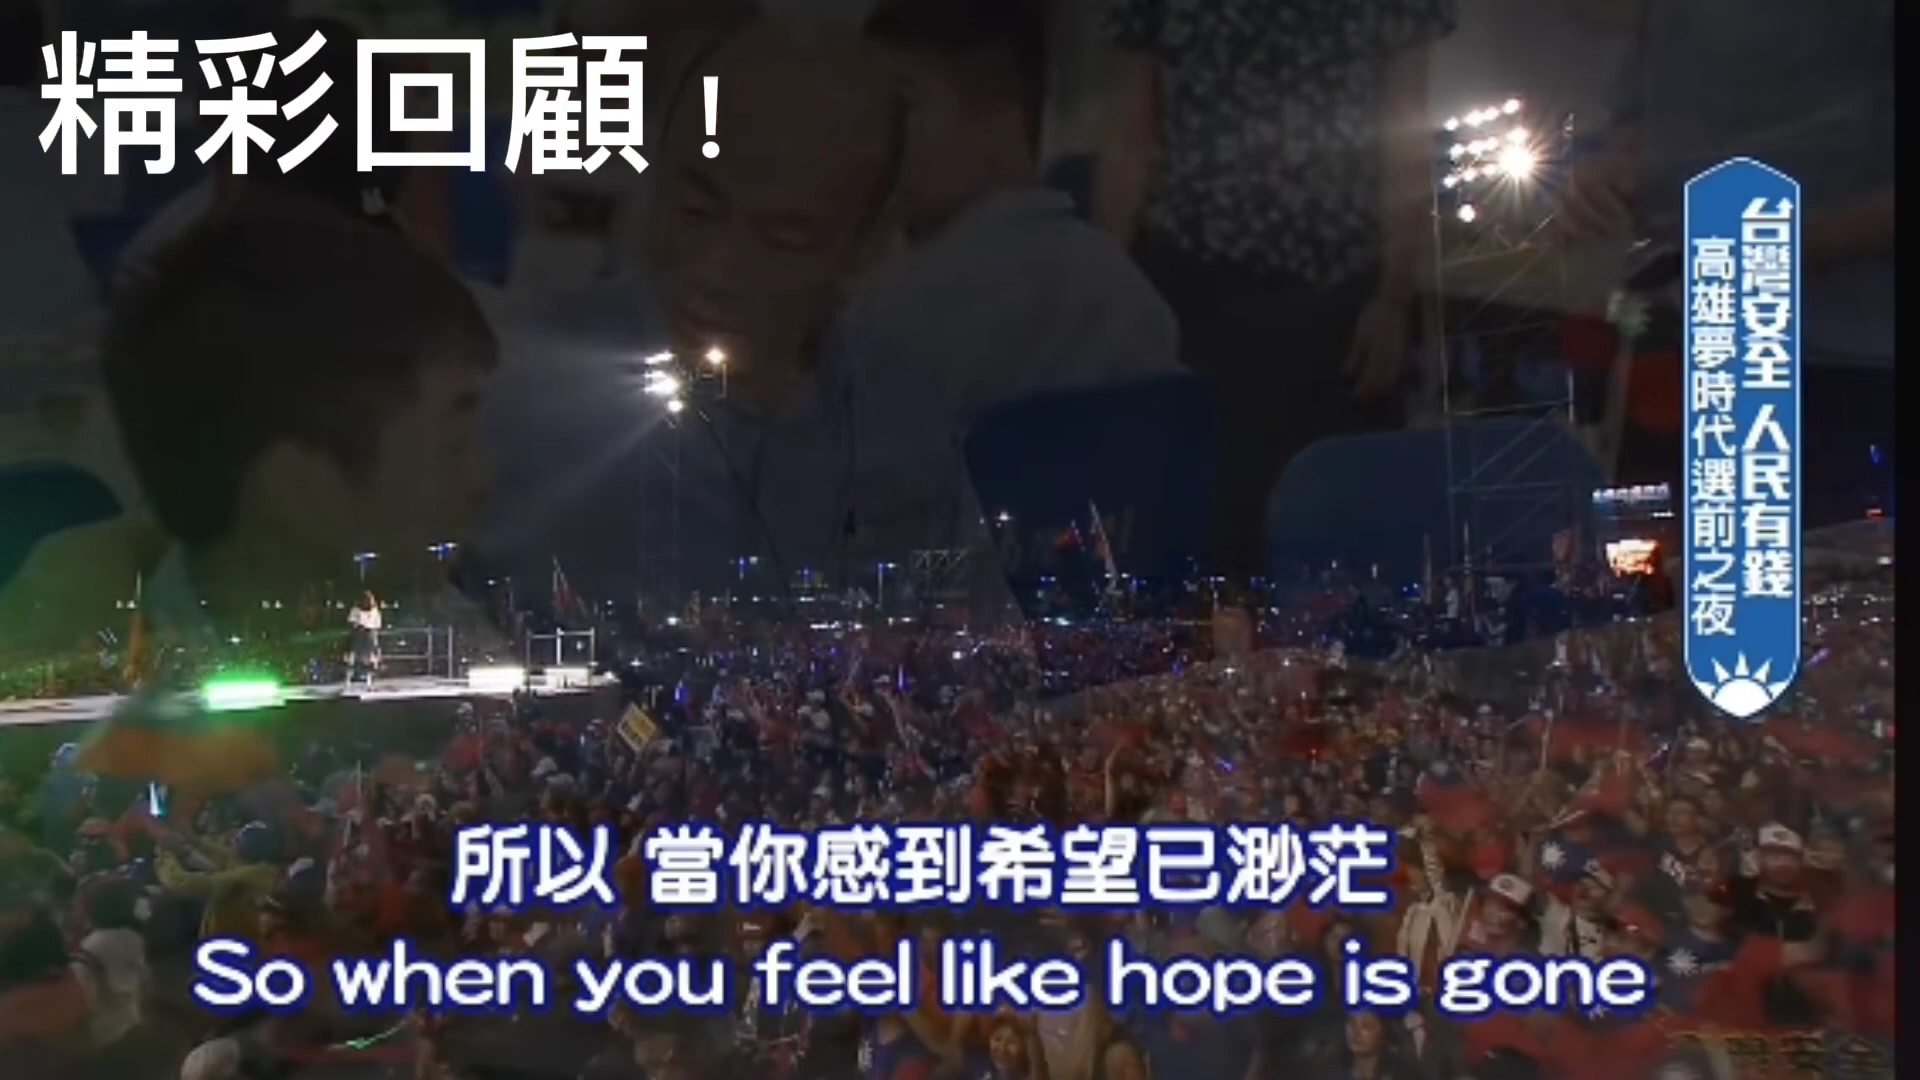 精彩回顧！
台灣安全 人民有錢
高雄夢時代選前之夜
所以 當你感到希望已渺茫
So when you feel like hope is gone